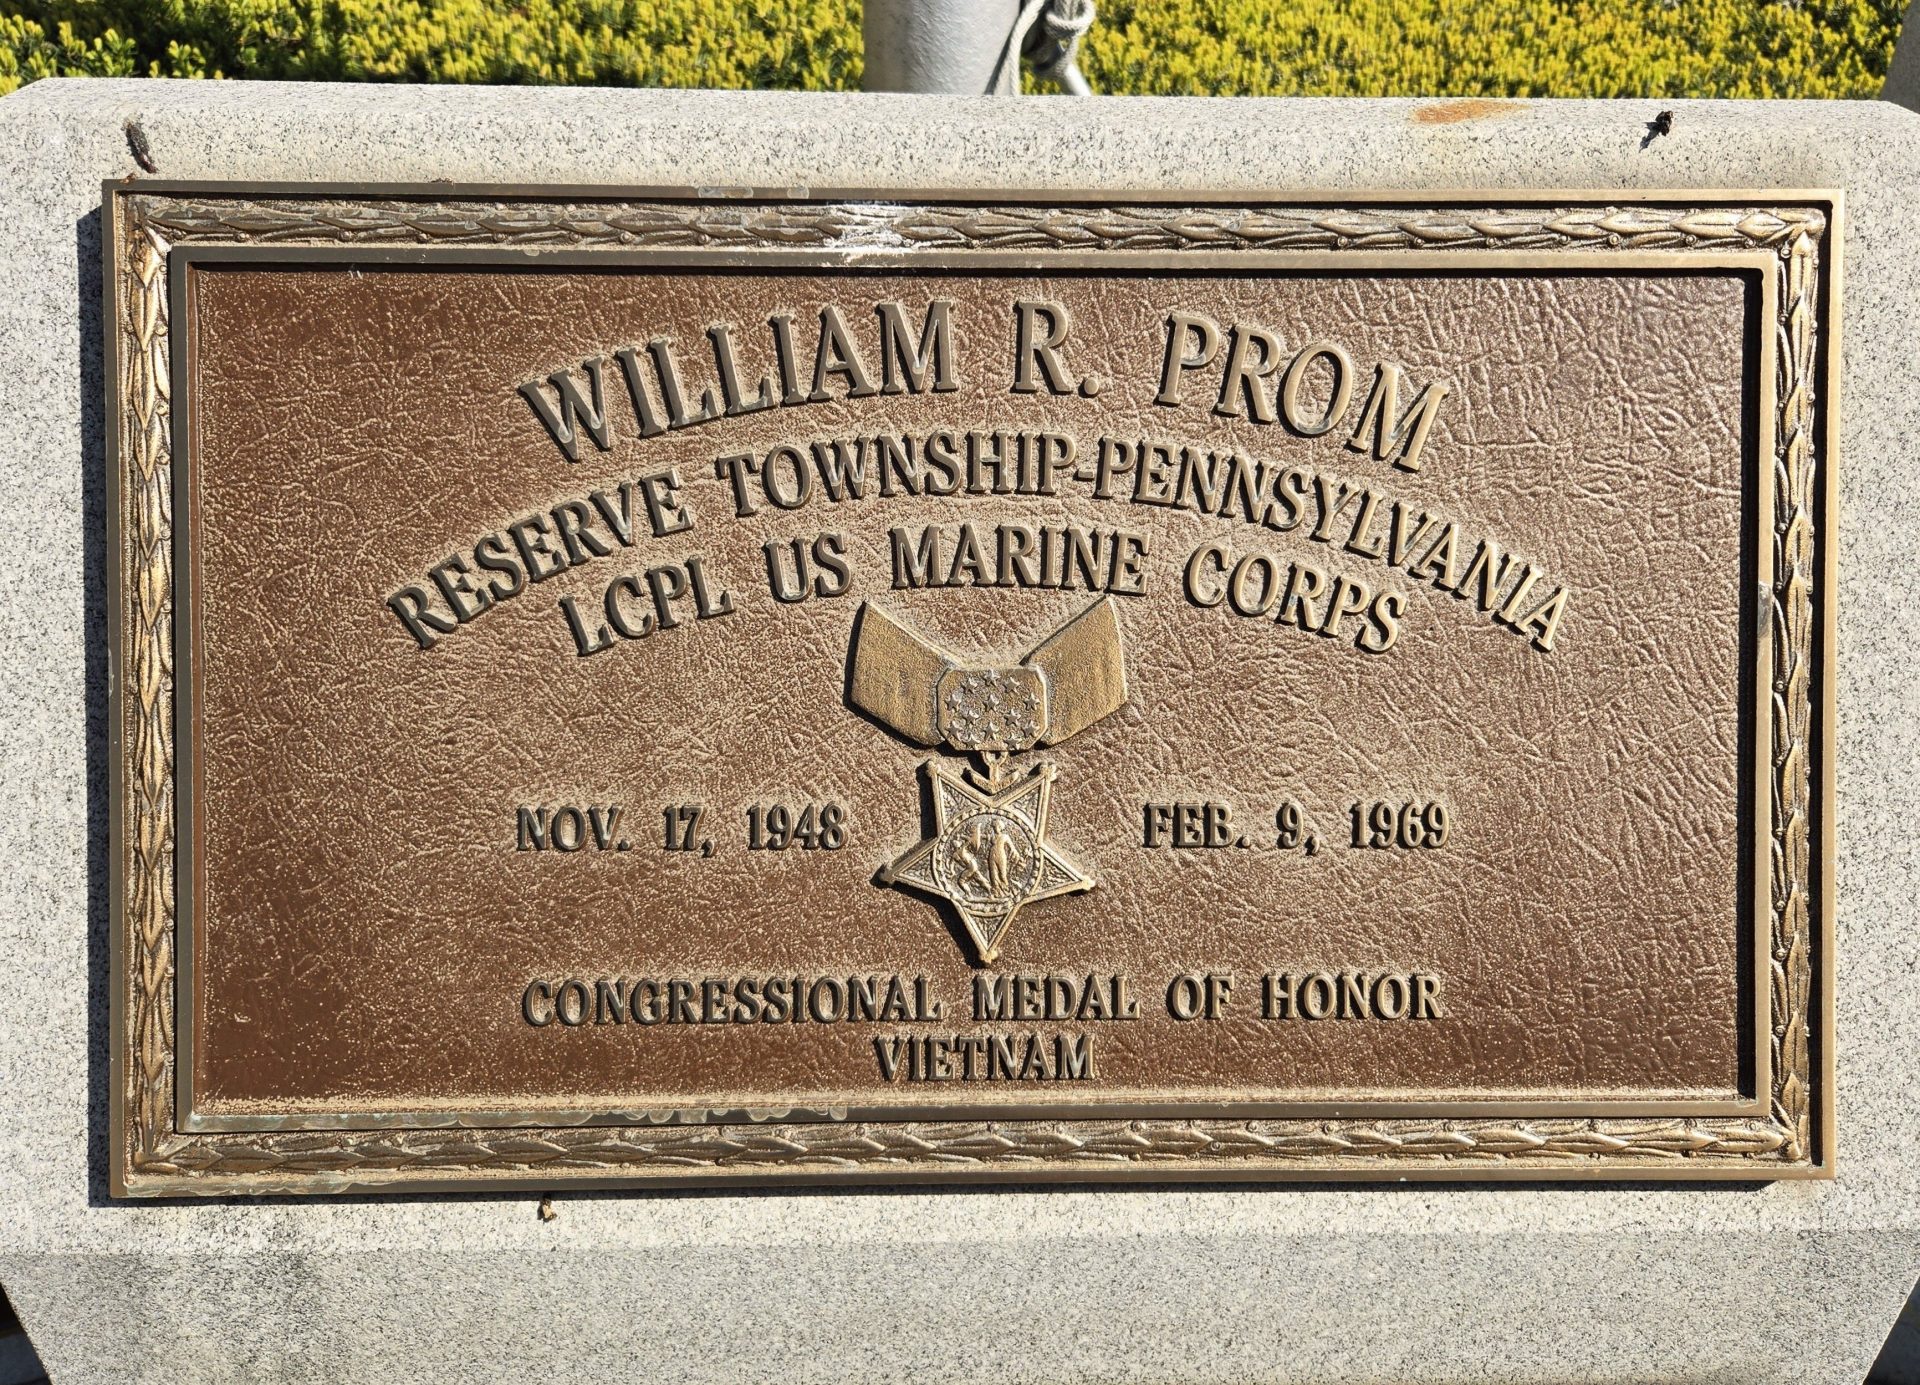 WILLIAM R. PROM
RESERVE TOWNSHIP-PENNSYLVANIA
LCPL US MARINE CORPS
NOV. 17, 1948 FEB. 9, 1969
CONGRESSIONAL MEDAL OF HONOR
VIETNAM